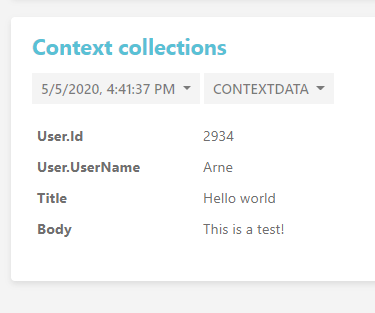 Context collections
5/5/2020, 4:41:37 PM CONTEXTDATA
User.Id 2934
User.UserName Arne
Title Hello world
Body This is a test!